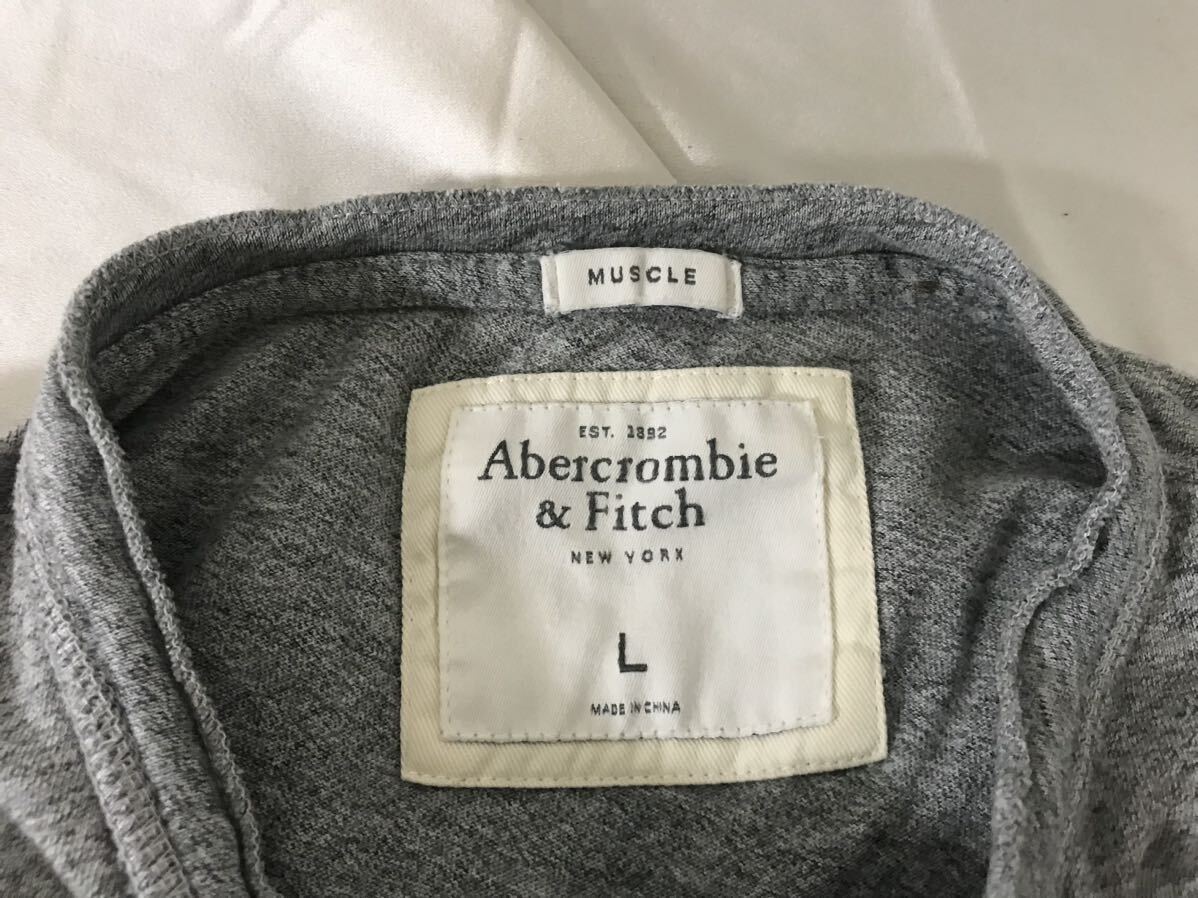 MUSCLE
EST. 1892
Abercrombie
& Fitch
NEW YORK
L
MADE IN CHINA